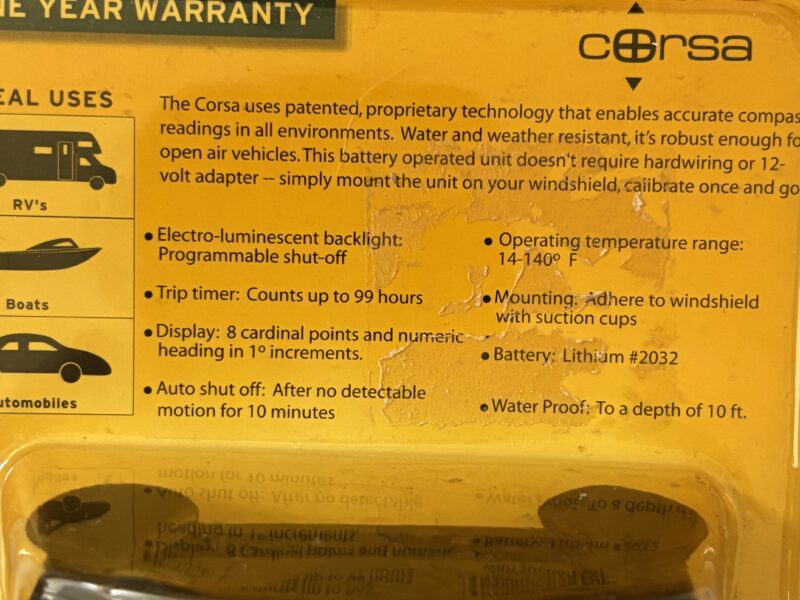 NE YEAR WARRANTY
corsa
EAL USES
The Corsa uses patented, proprietary technology that enables accurate compas
readings in all environments. Water and weather resistant, it's robust enough fo
open air vehicles. This battery operated unit doesn't require hardwiring or 12-
volt adapter -- simply mount the unit on your windshield, calibrate once and go
RV's
Boats
utomobiles
• Electro-luminescent backlight:
Programmable shut-off
• Trip timer: Counts up to 99 hours
• Display: 8 cardinal points and numeric
heading in 1º increments.
• Auto shut off: After no detectable
motion for 10 minutes
• Operating temperature range:
14-140º F
• Mounting: Adhere to windshield
with suction cups
• Battery: Lithium #2032
• Water Proof: To a depth of 10 ft.